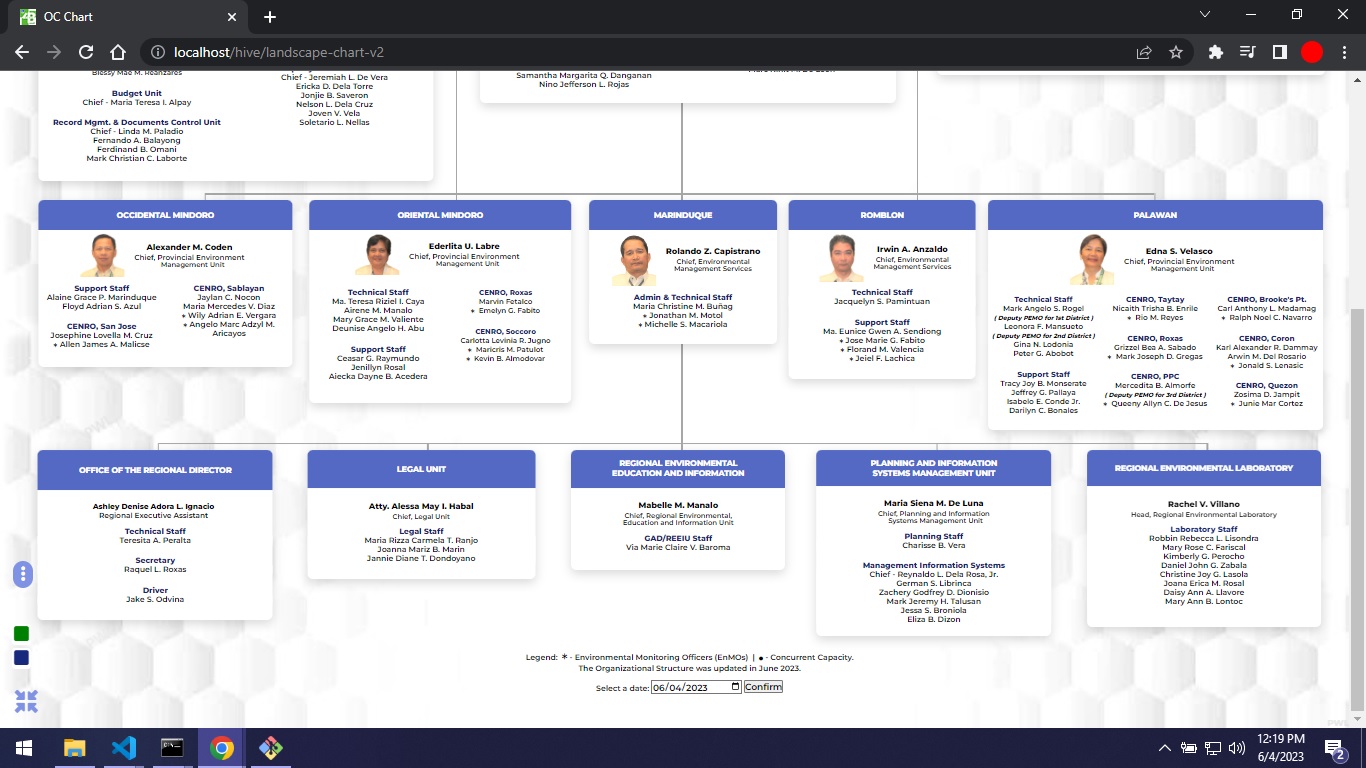 OC Chart
localhost/hive/landscape-chart-v2
Blessy Mae M. Reanzares
Budget Unit
Chief - Maria Teresa I. Alpay
Record Mgmt. & Documents Control Unit
Chief - Linda M. Paladio
Fernando A. Balayong
Ferdinand B. Omani
Mark Christian C. Laborte
Chief - Jeremiah L. De Vera
Ericka D. Dela Torre
Jonjie B. Saveron
Nelson L. Dela Cruz
Joven V. Vela
Soletario L. Nellas
Samantha Margarita Q. Danganan
Nino Jefferson L. Rojas
OCCIDENTAL MINDORO
Alexander M. Coden
Chief, Provincial Environment
Management Unit
Support Staff
Alaine Grace P. Marinduque
Floyd Adrian S. Azul
CENRO, San Jose
Josephine Lovella M. Cruz
* Allen James A. Malicse
CENRO, Sablayan
Jaylan C. Nocon
Maria Mercedes V. Diaz
* Wily Adrian E. Vergara
* Angelo Marc Adzyl M.
Aricayos
ORIENTAL MINDORO
Ederlita U. Labre
Chief, Provincial Environment
Management Unit
Technical Staff
Ma. Teresa Riziel I. Caya
Airene M. Manalo
Mary Grace M. Valiente
Deunise Angelo H. Abu
Support Staff
Ceasar G. Raymundo
Jenillyn Rosal
Aiecka Dayne B. Acedera
CENRO, Roxas
Marvin Fetalco
* Emelyn G. Fabito
CENRO, Soccoro
Carlotta Levinia R. Jugno
* Maricris M. Patulot
* Kevin B. Almodovar
MARINDUQUE
Rolando Z. Capistrano
Chief, Environmental
Management Services
Admin & Technical Staff
Maria Christine M. Buñag
* Jonathan M. Motol
* Michelle S. Macariola
ROMBLON
Irwin A. Anzaldo
Chief, Environmental
Management Services
Technical Staff
Jacquelyn S. Pamintuan
Support Staff
Ma. Eunice Gwen A. Sendiong
* Jose Marie G. Fabito
* Florand M. Valencia
* Jeiel F. Lachica
PALAWAN
Edna S. Velasco
Chief, Provincial Environment
Management Unit
Technical Staff
Mark Angelo S. Rogel
( Deputy PEMO for 1st District )
Leonora F. Mansueto
( Deputy PEMO for 2nd District )
Gina N. Lodonia
Peter G. Abobot
Support Staff
Tracy Joy B. Monserate
Jeffrey G. Pallaya
Isabelo E. Conde Jr.
Darilyn C. Bonales
CENRO, Taytay
Nicaith Trisha B. Enrile
* Rio M. Reyes
CENRO, Roxas
Grizzel Bea A. Sabado
* Mark Joseph D. Gregas
CENRO, PPC
Mercedita B. Almorfe
( Deputy PEMO for 3rd District )
* Queeny Allyn C. De Jesus
CENRO, Brooke's Pt.
Carl Anthony L. Madamag
* Ralph Noel C. Navarro
CENRO, Coron
Karl Alexander R. Dammay
Arwin M. Del Rosario
* Jonald S. Lenasic
CENRO, Quezon
Zosima D. Jampit
* Junie Mar Cortez
OFFICE OF THE REGIONAL DIRECTOR
Ashley Denise Adora L. Ignacio
Regional Executive Assistant
Technical Staff
Teresita A. Peralta
Secretary
Raquel L. Roxas
Driver
Jake S. Odvina
LEGAL UNIT
Atty. Alessa May I. Habal
Chief, Legal Unit
Legal Staff
Maria Rizza Carmela T. Ranjo
Joanna Mariz B. Marin
Jannie Diane T. Dondoyano
REGIONAL ENVIRONMENTAL
EDUCATION AND INFORMATION
Mabelle M. Manalo
Chief, Regional Environmental,
Education and Information Unit
GAD/REEIU Staff
Via Marie Claire V. Baroma
PLANNING AND INFORMATION
SYSTEMS MANAGEMENT UNIT
Maria Siena M. De Luna
Chief, Planning and Information
Systems Management Unit
Planning Staff
Charisse B. Vera
Management Information Systems
Chief - Reynaldo L. Dela Rosa, Jr.
German S. Librinca
Zachery Godfrey D. Dionisio
Mark Jeremy H. Talusan
Jessa S. Broniola
Eliza B. Dizon
REGIONAL ENVIRONMENTAL LABORATORY
Rachel V. Villano
Head, Regional Environmental Laboratory
Laboratory Staff
Robbin Rebecca L. Lisondra
Mary Rose C. Fariscal
Kimberly G. Perocho
Daniel John G. Zabala
Christine Joy G. Lasola
Joana Erica M. Rosal
Daisy Ann A. Llavore
Mary Ann B. Lontoc
Legend: * - Environmental Monitoring Officers (EnMOs) | ● - Concurrent Capacity.
The Organizational Structure was updated in June 2023.
Select a date: 06/04/2023 Confirm
12:19 PM
6/4/2023
2